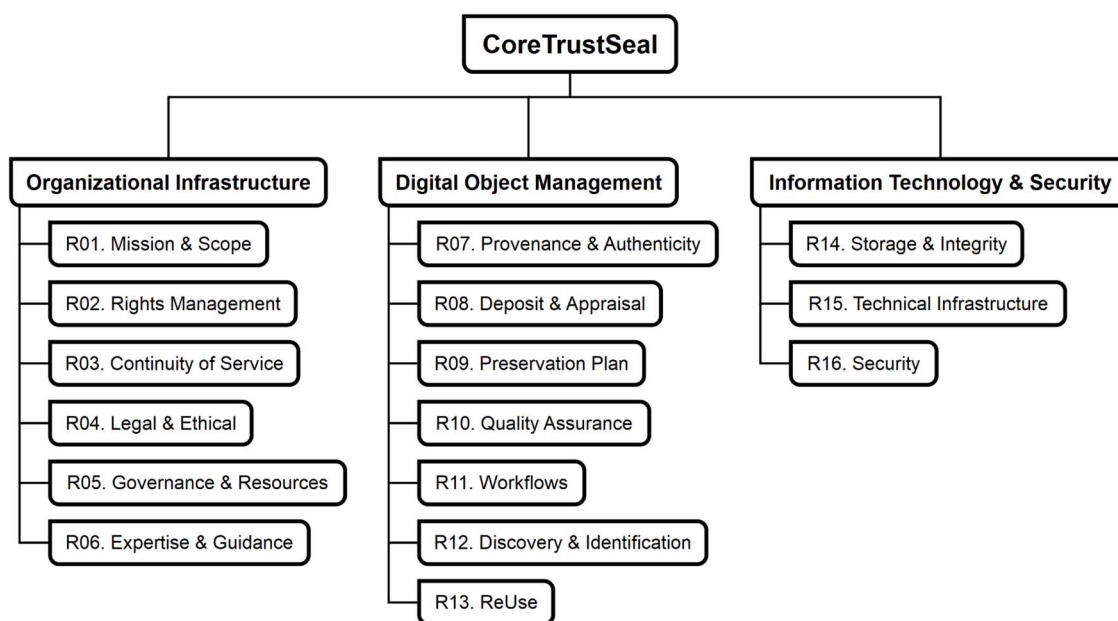 CoreTrustSeal
Organizational Infrastructure
R01. Mission & Scope
R02. Rights Management
R03. Continuity of Service
R04. Legal & Ethical
R05. Governance & Resources
R06. Expertise & Guidance
Digital Object Management
R07. Provenance & Authenticity
R08. Deposit & Appraisal
R09. Preservation Plan
R10. Quality Assurance
R11. Workflows
R12. Discovery & Identification
R13. ReUse
Information Technology & Security
R14. Storage & Integrity
R15. Technical Infrastructure
R16. Security